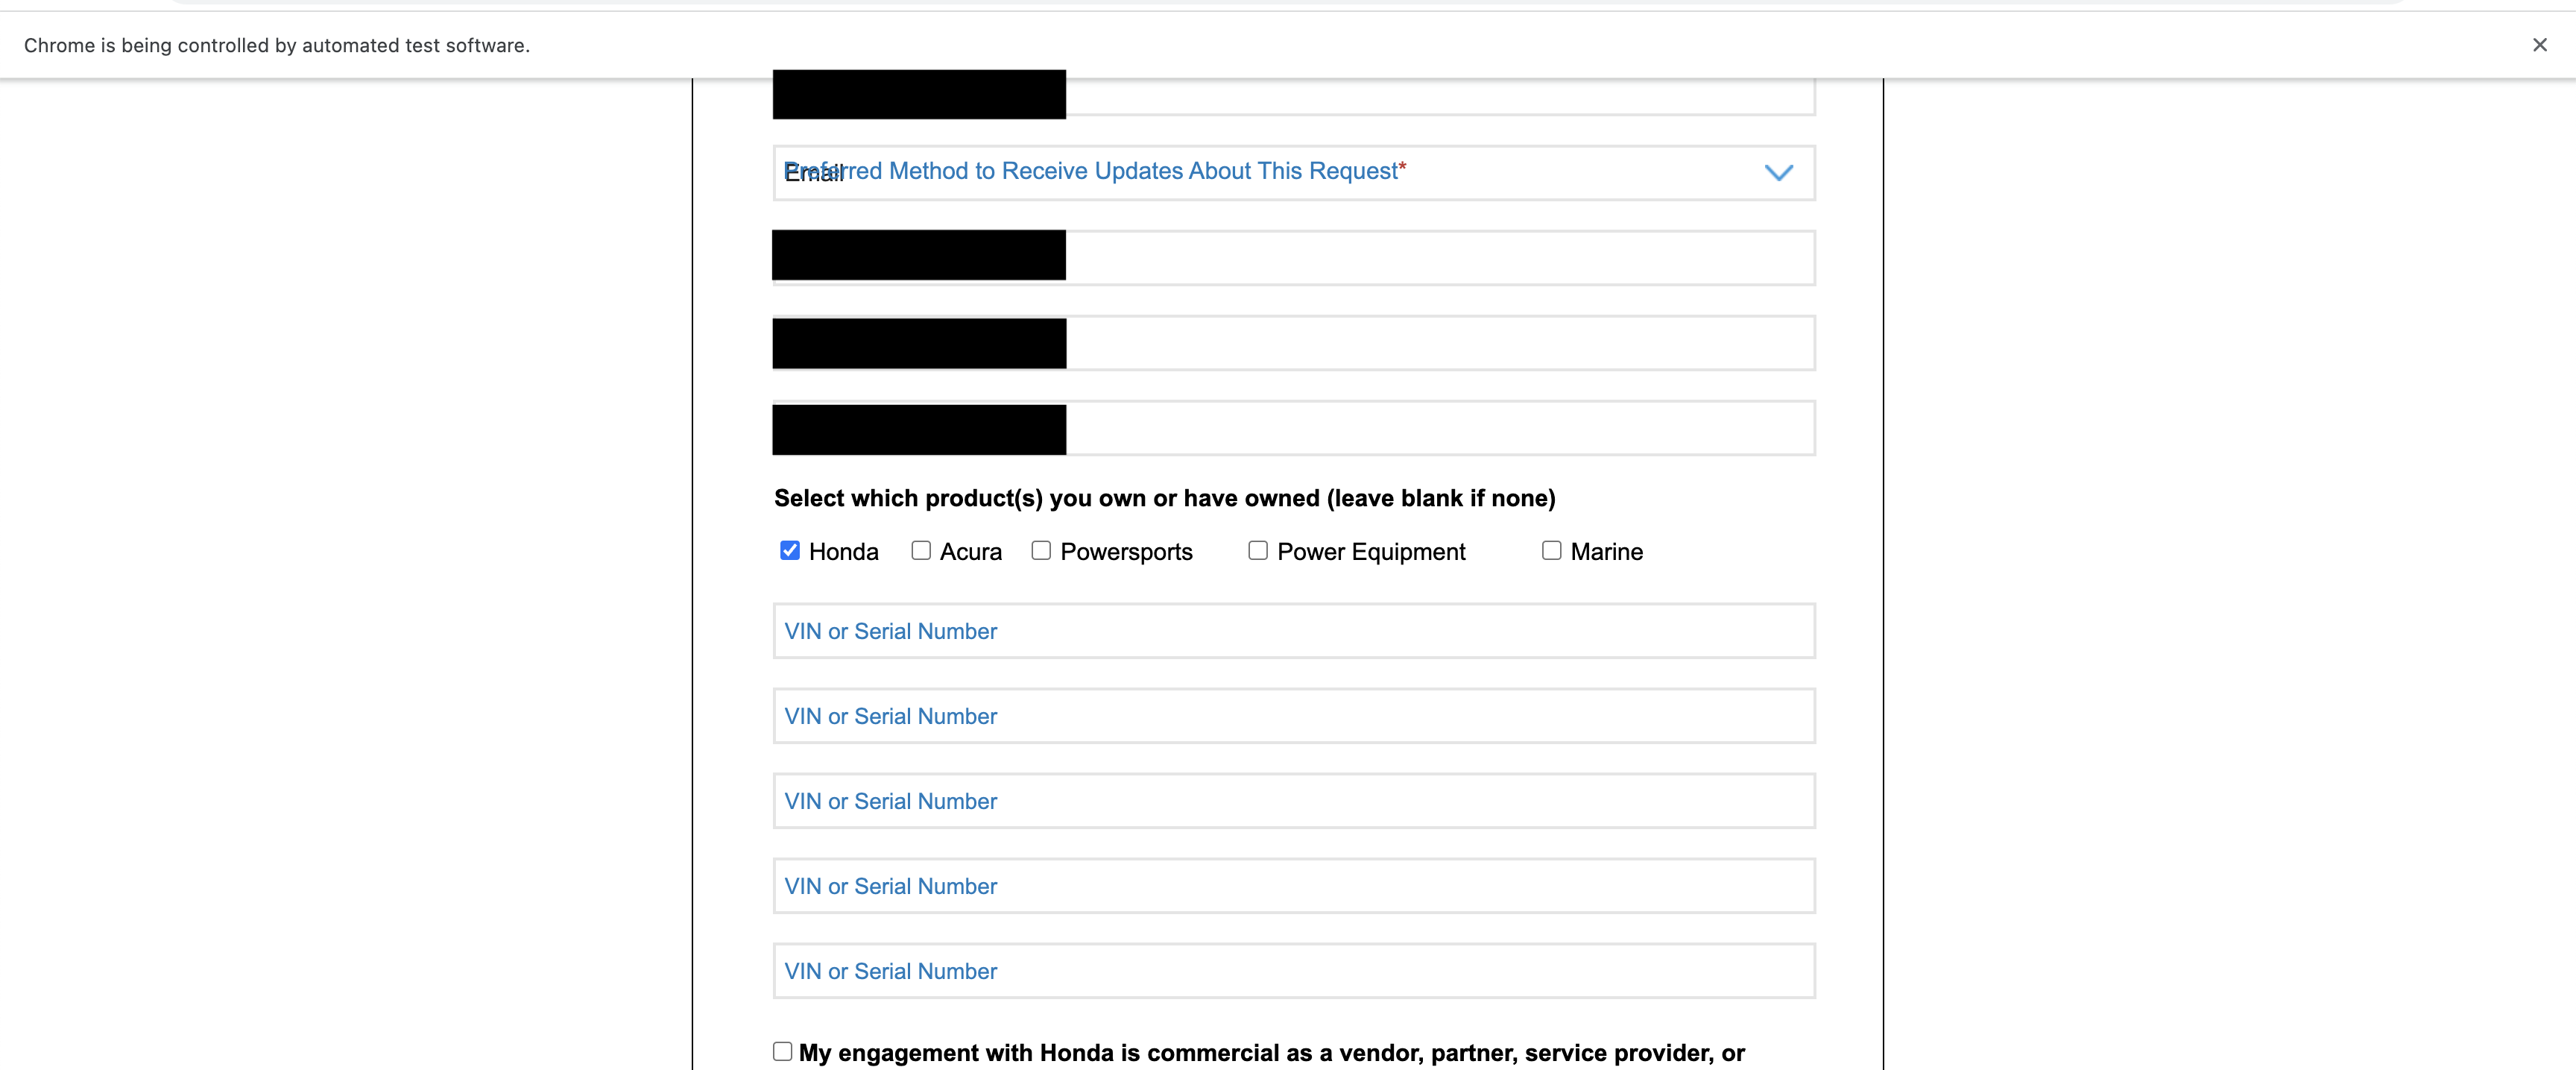 Chrome is being controlled by automated test software.
Email
Preferred Method to Receive Updates About This Request*
Select which product(s) you own or have owned (leave blank if none)
Honda Acura Powersports Power Equipment Marine
VIN or Serial Number
VIN or Serial Number
VIN or Serial Number
VIN or Serial Number
VIN or Serial Number
My engagement with Honda is commercial as a vendor, partner, service provider, or